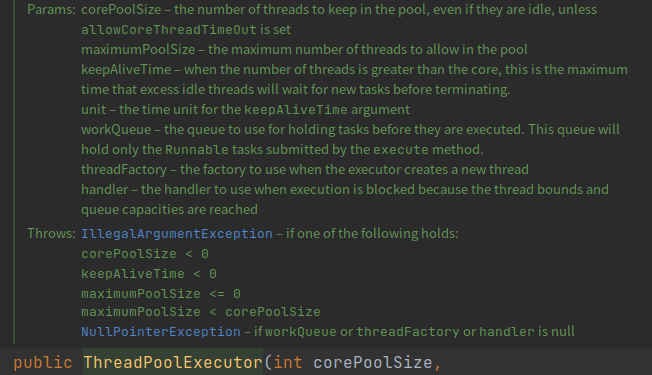 Params: corePoolSize – the number of threads to keep in the pool, even if they are idle, unless
allowCoreThreadTimeOut is set
maximumPoolSize – the maximum number of threads to allow in the pool
keepAliveTime – when the number of threads is greater than the core, this is the maximum
time that excess idle threads will wait for new tasks before terminating.
unit – the time unit for the keepAliveTime argument
workQueue – the queue to use for holding tasks before they are executed. This queue will
hold only the Runnable tasks submitted by the execute method.
threadFactory – the factory to use when the executor creates a new thread
handler – the handler to use when execution is blocked because the thread bounds and
queue capacities are reached
Throws: IllegalArgumentException – if one of the following holds:
corePoolSize < 0
keepAliveTime < 0
maximumPoolSize <= 0
maximumPoolSize < corePoolSize
NullPointerException – if workQueue or threadFactory or handler is null
public ThreadPoolExecutor(int corePoolSize,